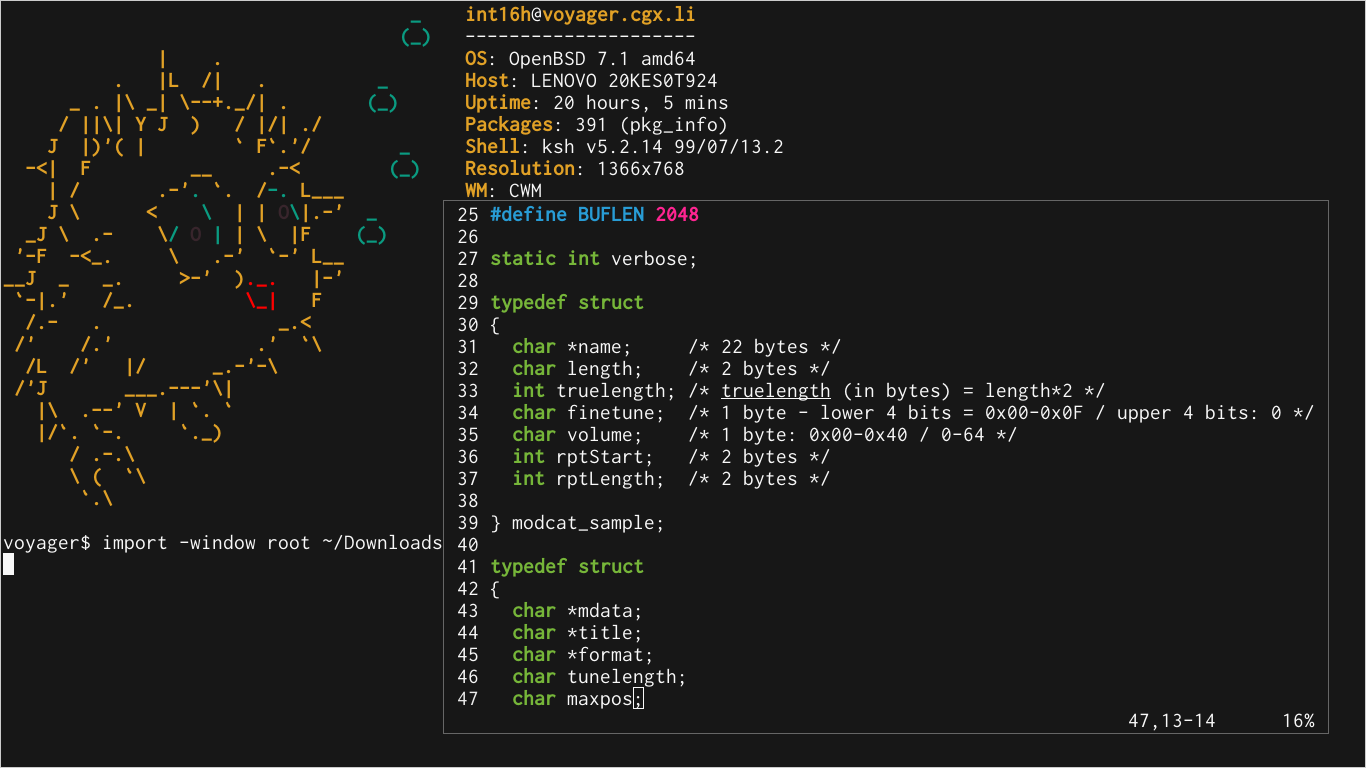 int16h@voyager.cgx.li
---------------------
OS: OpenBSD 7.1 amd64
Host: LENOVO 20KES0T924
Uptime: 20 hours, 5 mins
Packages: 391 (pkg_info)
Shell: ksh v5.2.14 99/07/13.2
Resolution: 1366x768
WM: CWM
voyager$ import -window root ~/Downloads
25 #define BUFLEN 2048
26
27 static int verbose;
28
29 typedef struct
30 {
31   char *name;     /* 22 bytes */
32   char length;    /* 2 bytes */
33   int truelength; /* truelength (in bytes) = length*2 */
34   char finetune;  /* 1 byte - lower 4 bits = 0x00-0x0F / upper 4 bits: 0 */
35   char volume;    /* 1 byte: 0x00-0x40 / 0-64 */
36   int rptStart;   /* 2 bytes */
37   int rptLength;  /* 2 bytes */
38
39 } modcat_sample;
40
41 typedef struct
42 {
43   char *mdata;
44   char *title;
45   char *format;
46   char tunelength;
47   char maxpos;
47,13-14      16%